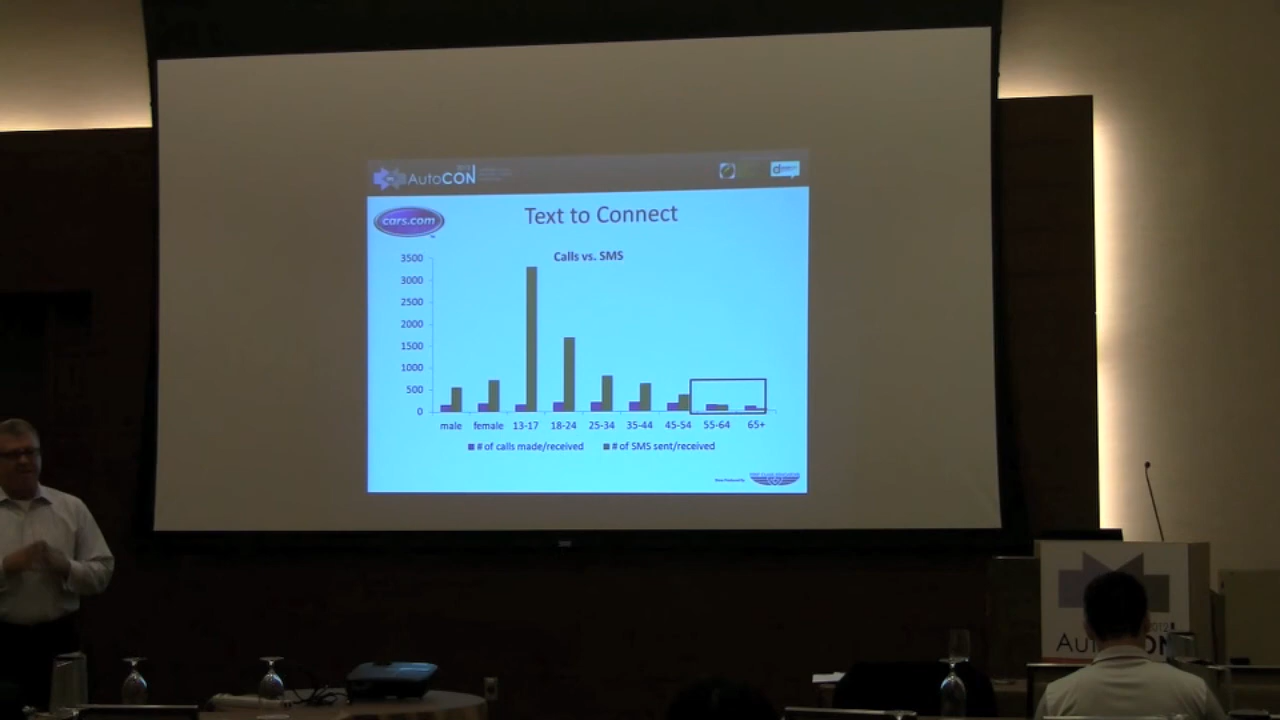 2012
AutoCON
cars.com
Text to Connect
Calls vs. SMS
3500
3000
2500
2000
1500
1000
500
0
male female 13-17 18-24 25-34 35-44 45-54 55-64 65+
# of calls made/received # of SMS sent/received
2012
AutoCON